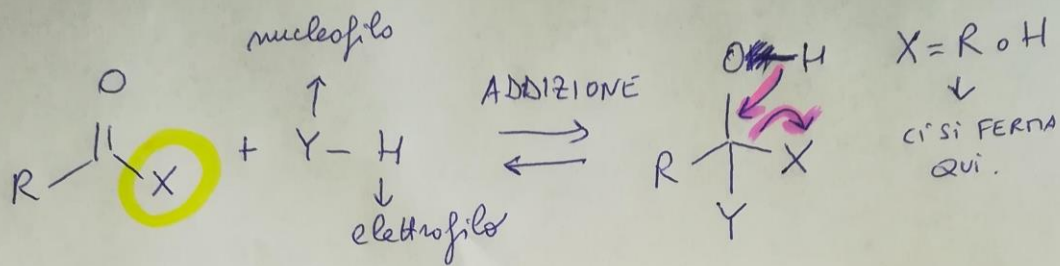 nucleofilo
O
R
X
+ Y - H
elettrofilo
ADDIZIONE
O-H
R
X
Y
X = R o H
CI SI FERMA
QUI.